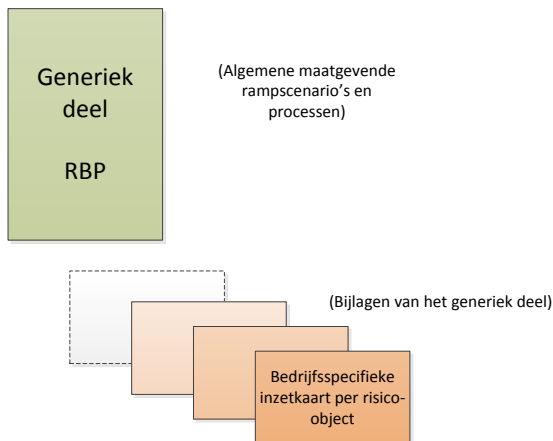 Generiek
deel
RBP
(Algemene maatgevende
rampscenario’s en
processen)
(Bijlagen van het generiek deel)
Bedrijfsspecifieke
inzetkaart per risico-
object